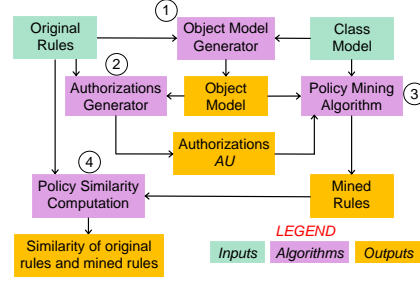 1
Original
Rules
Object Model
Generator
Class
Model
2
Authorizations
Generator
Object
Model
Policy Mining
Algorithm
3
Authorizations
AU
4
Policy Similarity
Computation
Mined
Rules
Similarity of original
rules and mined rules
LEGEND
Inputs
Algorithms
Outputs